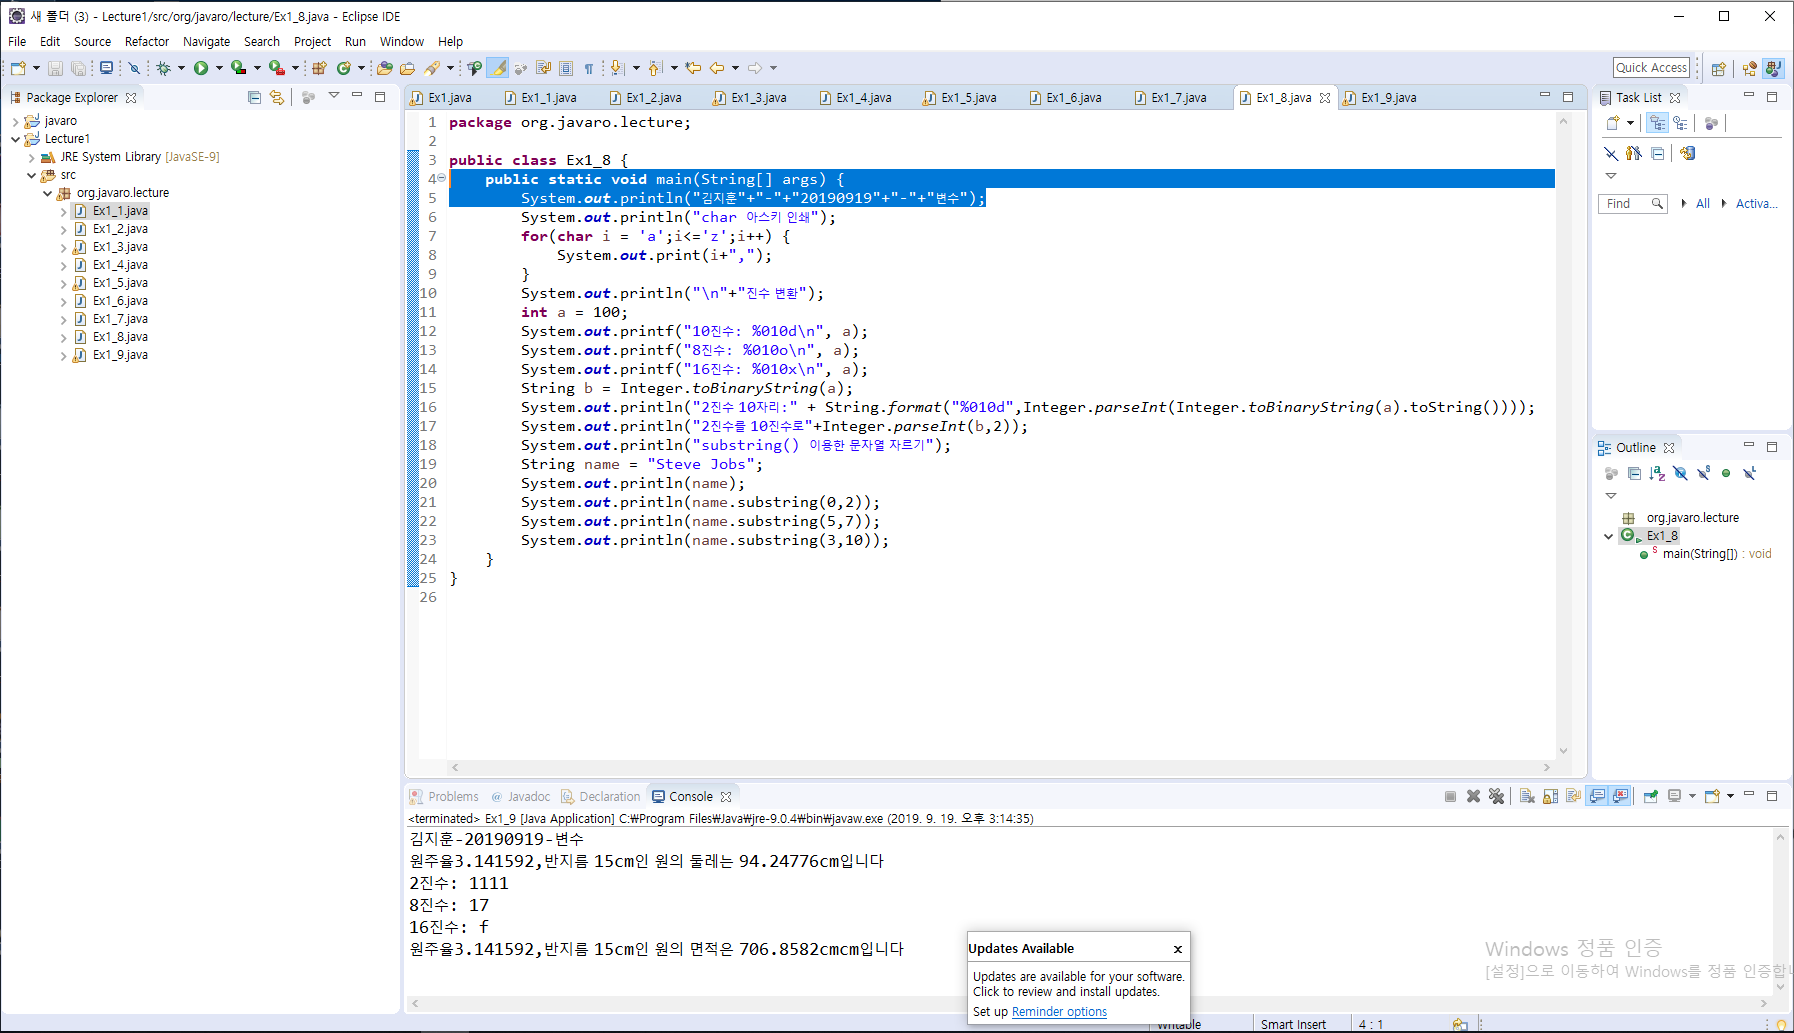 새 폴더 (3) - Lecture1/src/org/javaro/lecture/Ex1_8.java - Eclipse IDE
File Edit Source Refactor Navigate Search Project Run Window Help
Quick Access
Package Explorer
javaro
Lecture1
JRE System Library [JavaSE-9]
src
org.javaro.lecture
Ex1_1.java
Ex1_2.java
Ex1_3.java
Ex1_4.java
Ex1_5.java
Ex1_6.java
Ex1_7.java
Ex1_8.java
Ex1_9.java
Ex1.java Ex1_1.java Ex1_2.java Ex1_3.java Ex1_4.java Ex1_5.java Ex1_6.java Ex1_7.java Ex1_8.java Ex1_9.java
1 package org.javaro.lecture;
2
3 public class Ex1_8 {
4 public static void main(String[] args) {
5 System.out.println("김지훈"+"-"+"20190919"+"-"+"변수");
6 System.out.println("char 아스키 인쇄");
7 for(char i = 'a';i<='z';i++) {
8 System.out.print(i+",");
9 }
10 System.out.println("\n"+"진수 변환");
11 int a = 100;
12 System.out.printf("10진수: %010d\n", a);
13 System.out.printf("8진수: %010o\n", a);
14 System.out.printf("16진수: %010x\n", a);
15 String b = Integer.toBinaryString(a);
16 System.out.println("2진수 10자리:" + String.format("%010d",Integer.parseInt(Integer.toBinaryString(a).toString())));
17 System.out.println("2진수를 10진수로"+Integer.parseInt(b,2));
18 System.out.println("substring() 이용한 문자열 자르기");
19 String name = "Steve Jobs";
20 System.out.println(name);
21 System.out.println(name.substring(0,2));
22 System.out.println(name.substring(5,7));
23 System.out.println(name.substring(3,10));
24 }
25 }
26
Task List
Find All Activa...
Outline
org.javaro.lecture
Ex1_8
main(String[]) : void
Problems Javadoc Declaration Console
<terminated> Ex1_9 [Java Application] C:₩Program Files₩Java₩jre-9.0.4₩bin₩javaw.exe (2019. 9. 19. 오후 3:14:35)
김지훈-20190919-변수
원주율3.141592,반지름 15cm인 원의 둘레는 94.24776cm입니다
2진수: 1111
8진수: 17
16진수: f
원주율3.141592,반지름 15cm인 원의 면적은 706.8582cmcm입니다
Updates Available
Updates are available for your software.
Click to review and install updates.
Set up Reminder options
Windows 정품 인증
[설정]으로 이동하여 Windows를 정품 인증합
Writable Smart Insert 4 : 1